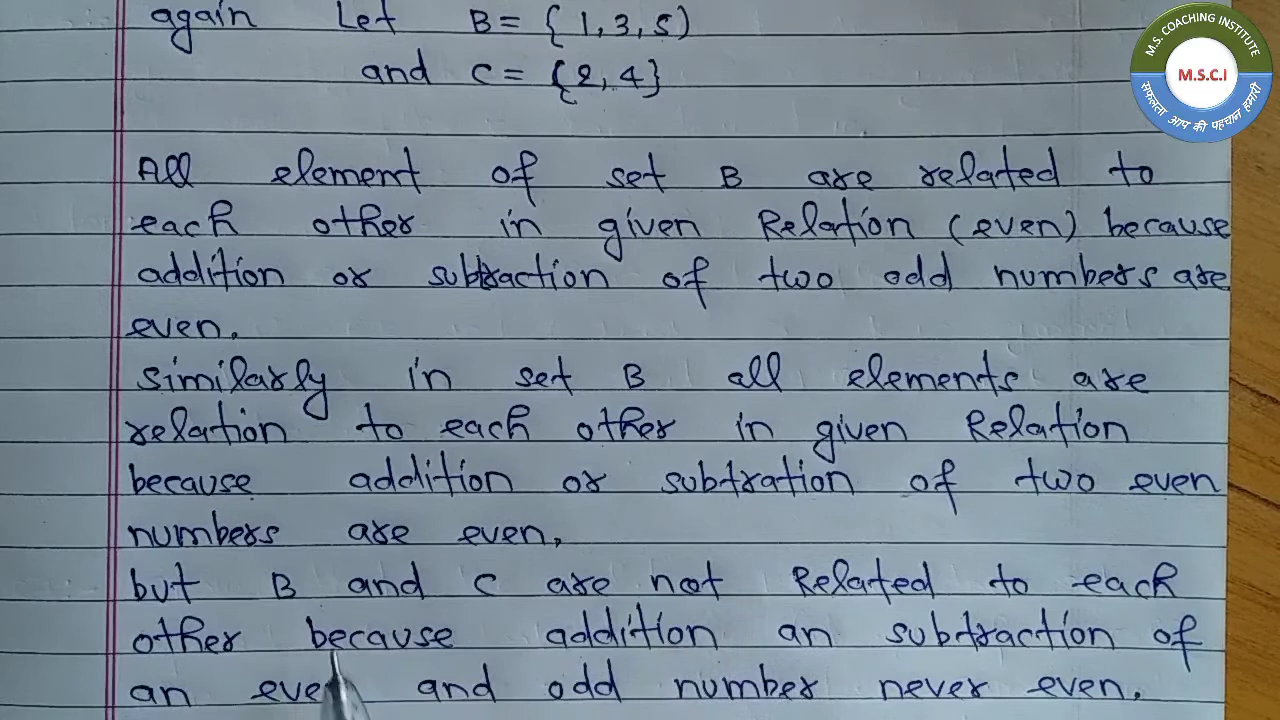 again Let B = { 1, 3, 5 )
and C = { 2, 4 }
M.S. COACHING INSTITUTE
M.S.C.I
सफलता आप की पहचान हमारी
All element of set B are related to
each other in given Relation (even) because
addition or subtraction of two odd numbers are
even.
Similarly in set B all elements are
relation to each other in given Relation
because addition or subtration of two even
numbers are even,
but B and C are not Related to each
other because addition an subtraction of
an even and odd number never even.